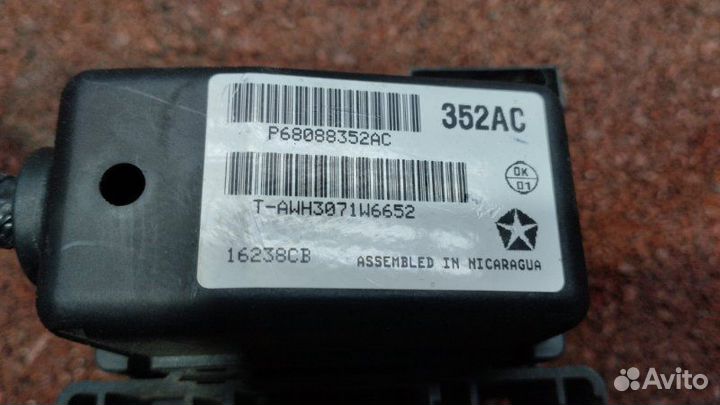 352AC
P68088352AC
OK
01
T-AWH3071W6652
16238CB
ASSEMBLED IN NICARAGUA
Avito